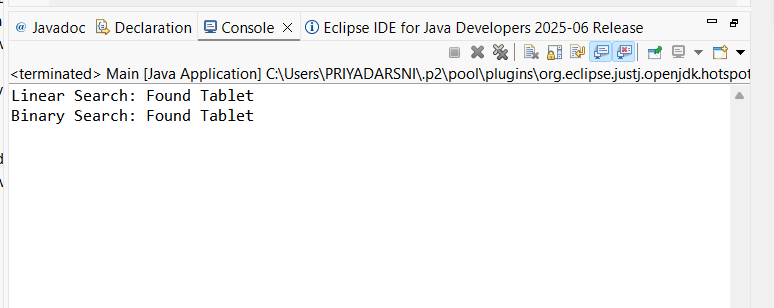 @ Javadoc Declaration Console Eclipse IDE for Java Developers 2025-06 Release
<terminated> Main [Java Application] C:\Users\PRIYADARSNI\.p2\pool\plugins\org.eclipse.justj.openjdk.hotspot
Linear Search: Found Tablet
Binary Search: Found Tablet